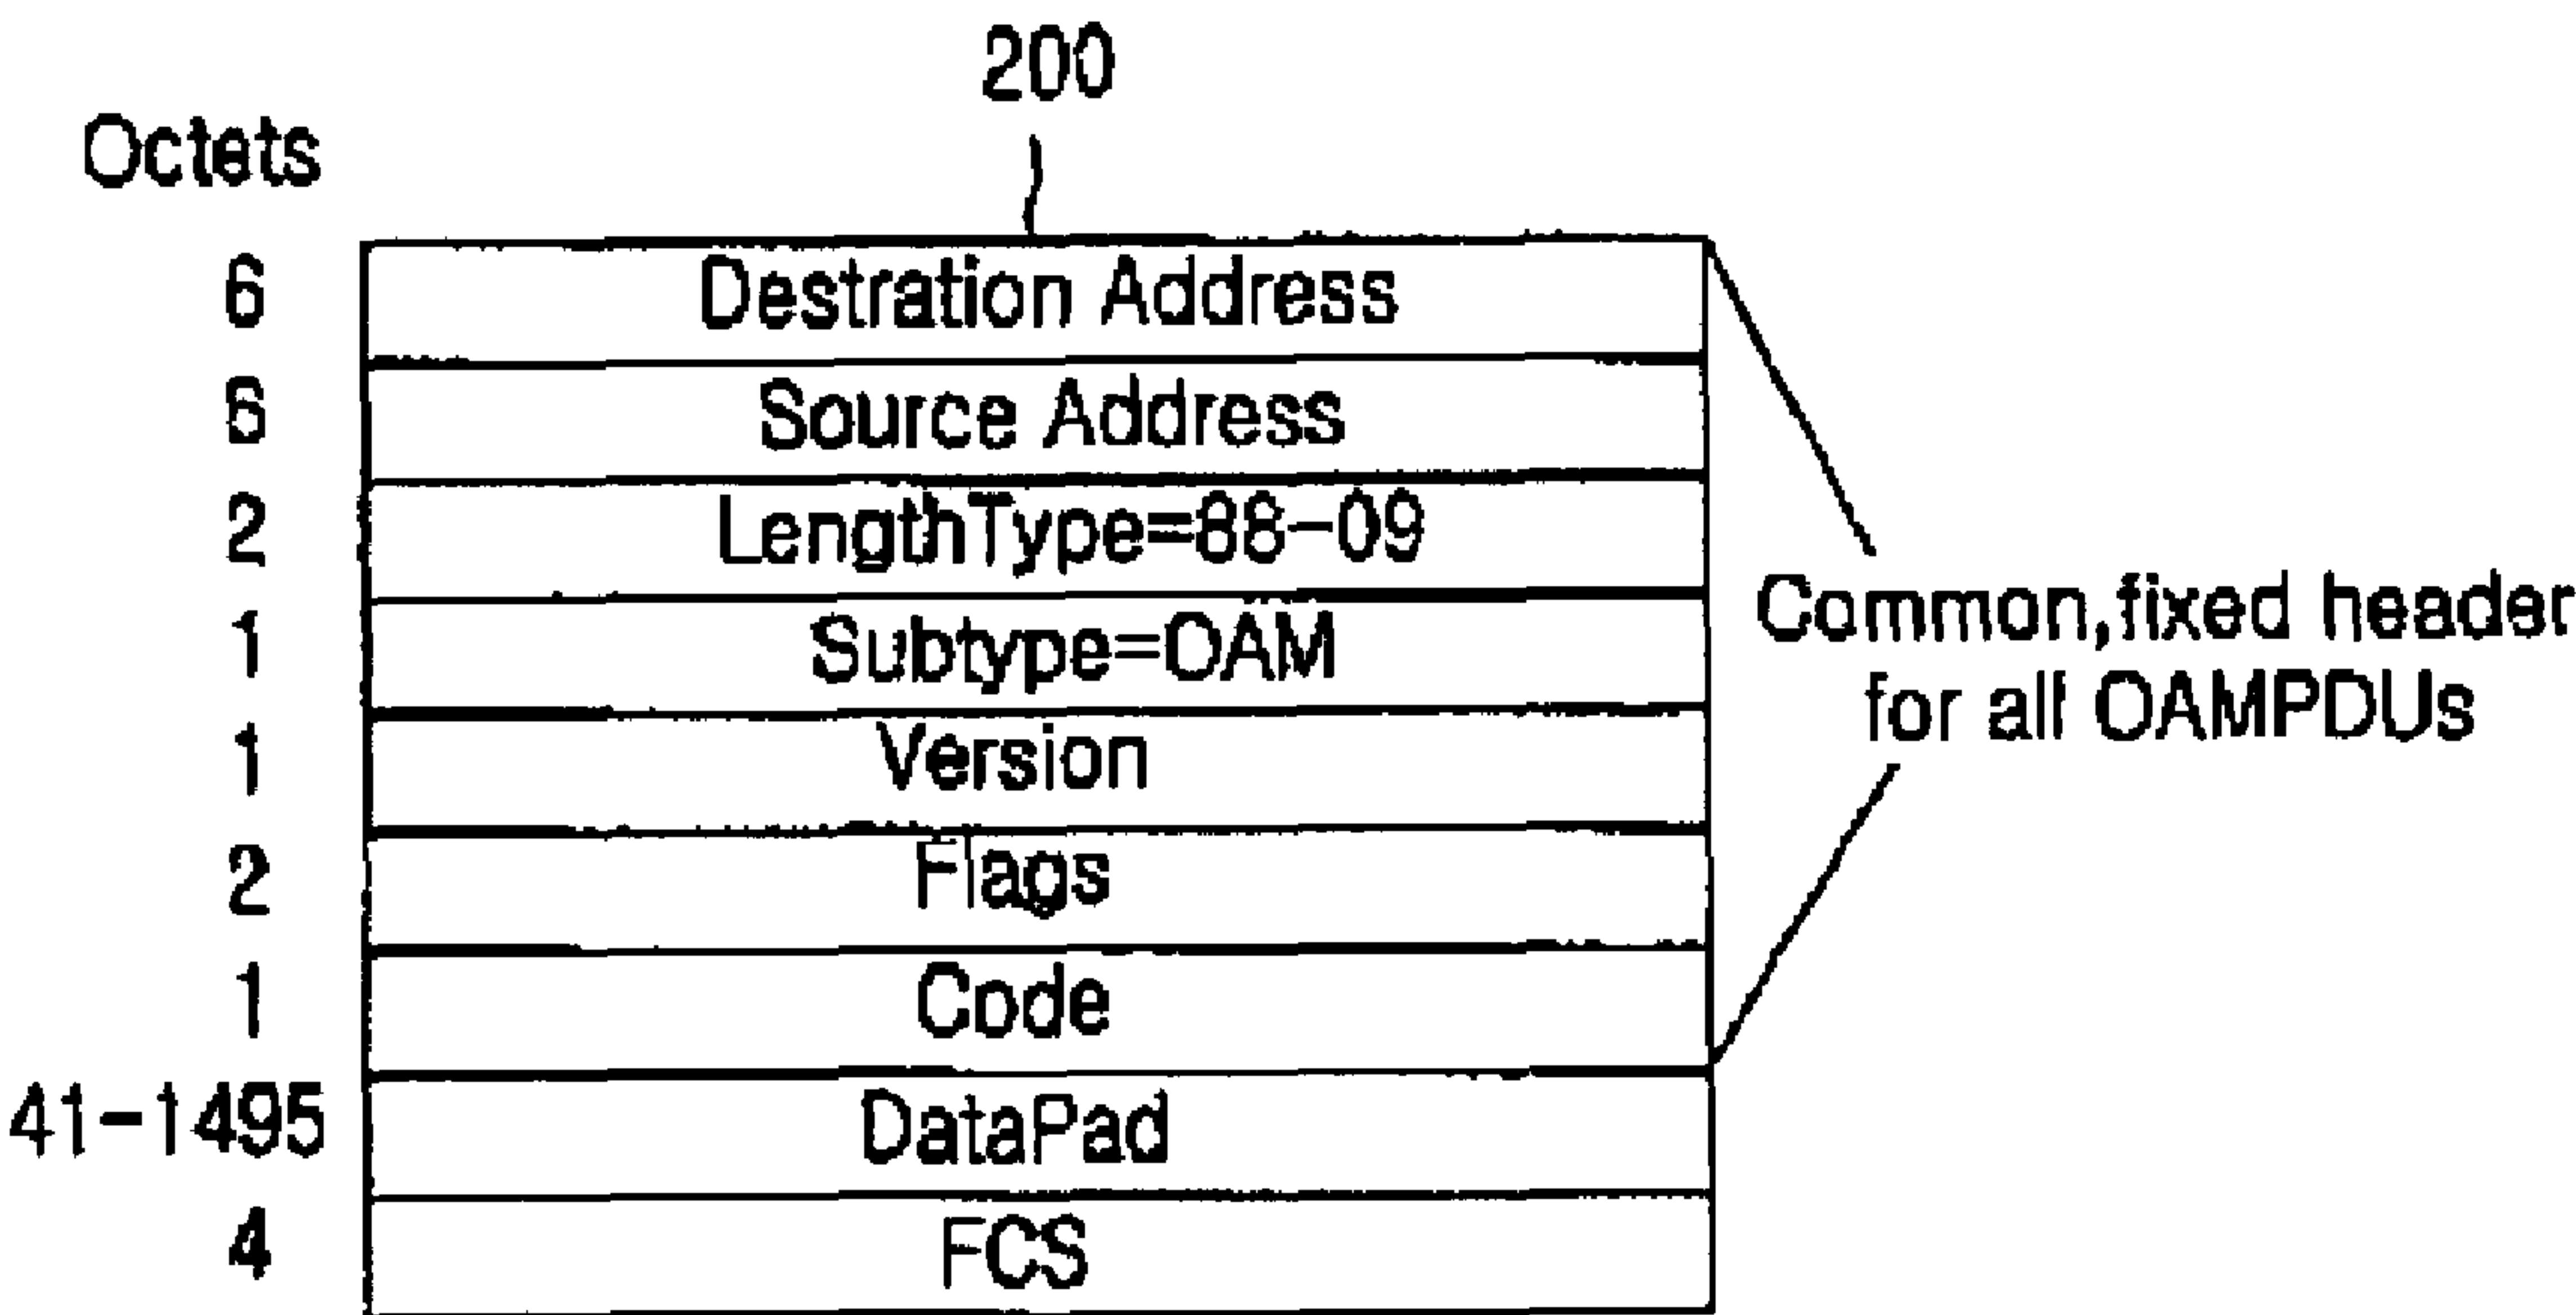 200
Octets
6 Destration Address
6 Source Address
2 LengthType=88-09
1 Subtype=OAM
1 Version
2 Flags
1 Code
41-1495 DataPad
4 FCS
Common,fixed header
for all OAMPDUs